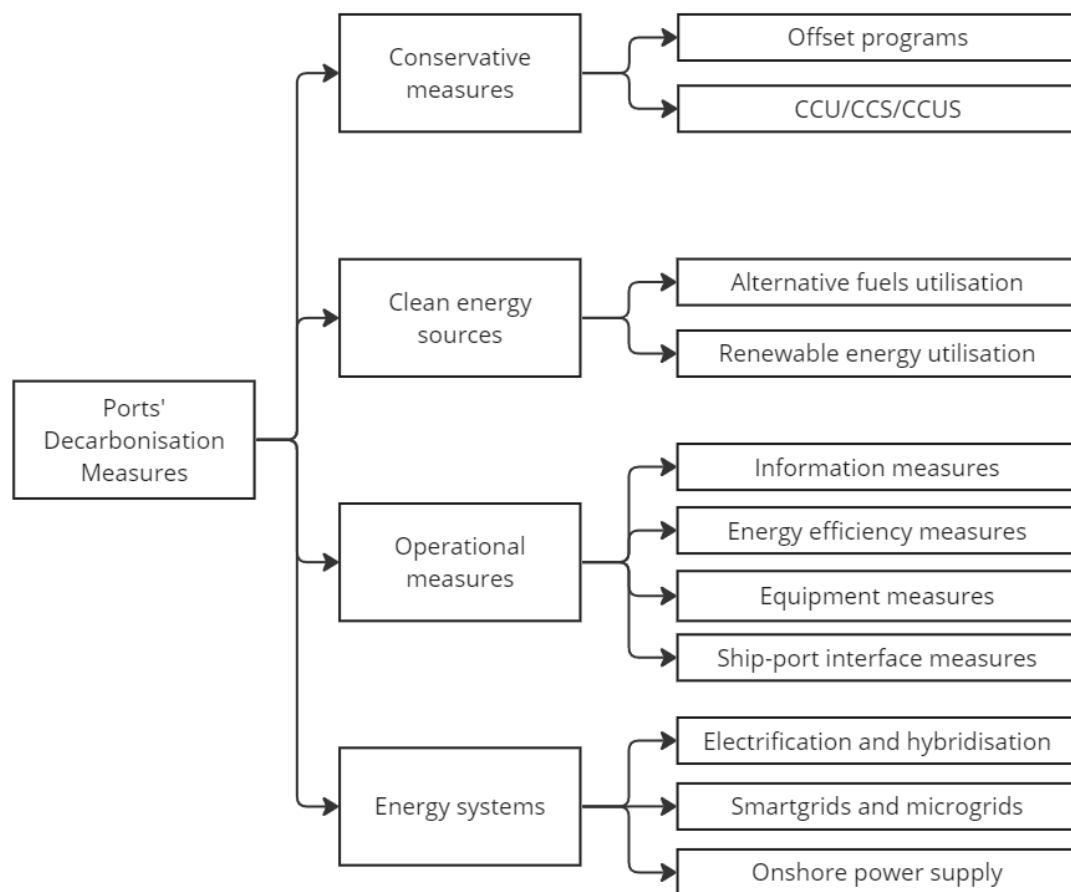 Conservative
measures
Offset programs
CCU/CCS/CCUS
Clean energy
sources
Alternative fuels utilisation
Renewable energy utilisation
Ports'
Decarbonisation
Measures
Operational
measures
Information measures
Energy efficiency measures
Equipment measures
Ship-port interface measures
Energy systems
Electrification and hybridisation
Smartgrids and microgrids
Onshore power supply